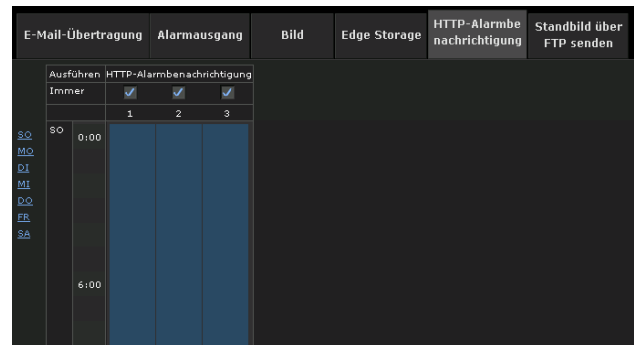 E-Mail-Übertragung
Alarmausgang
Bild
Edge Storage
HTTP-Alarmbe
nachrichtigung
Standbild über
FTP senden
Ausführen HTTP-Alarmbenachrichtigung
Immer
1 2 3
SO
MO
DI
MI
DO
FR
SA
SO
0:00
6:00